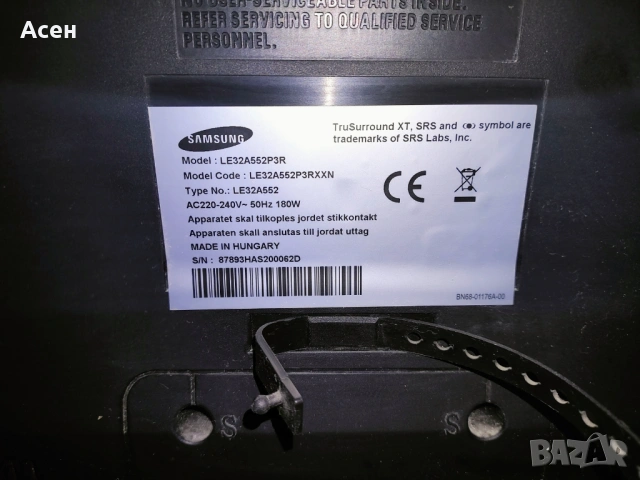 Асен
NO USER-SERVICEABLE PARTS INSIDE.
REFER SERVICING TO QUALIFIED SERVICE
PERSONNEL.
SAMSUNG
TruSurround XT, SRS and (●) symbol are
trademarks of SRS Labs, Inc.
Model : LE32A552P3R
Model Code : LE32A552P3RXXN
Type No.: LE32A552
AC220-240V~ 50Hz 180W
Apparatet skal tilkoples jordet stikkontakt
Apparaten skall anslutas till jordat uttag
MADE IN HUNGARY
S/N : 87893HAS200062D
CE
BN68-01176A-00
S
S
BAZAR